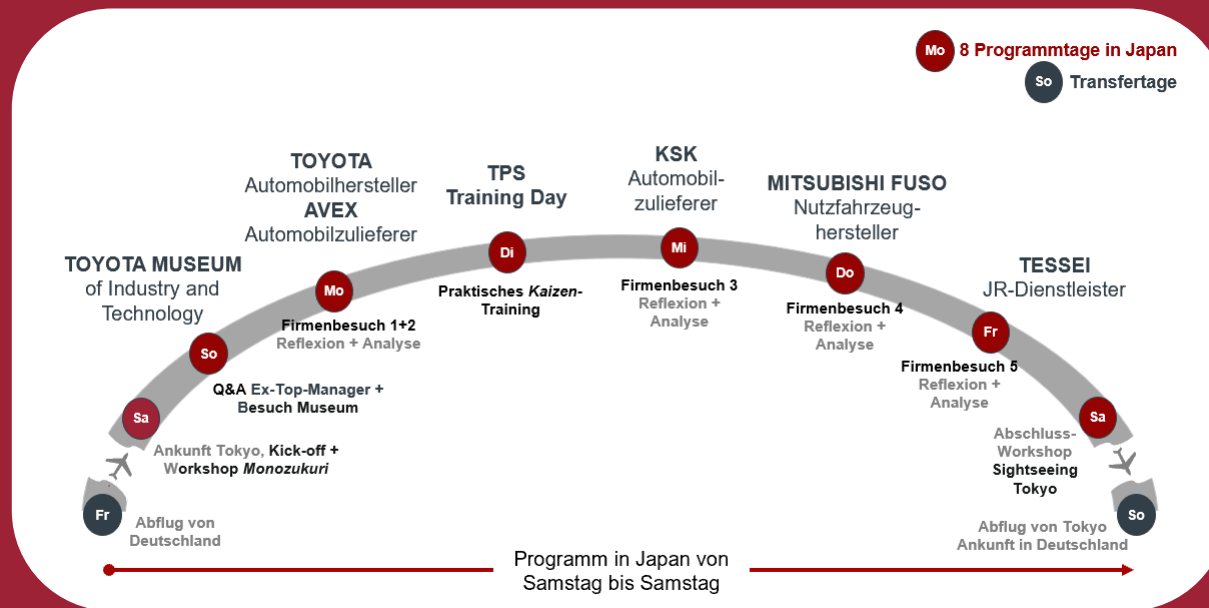 Mo 8 Programmtage in Japan
So Transfertage
Fr
Abflug von
Deutschland
Sa
Ankunft Tokyo, Kick-off +
Workshop Monozukuri
TOYOTA MUSEUM
of Industry and
Technology
So
Q&A Ex-Top-Manager +
Besuch Museum
TOYOTA
Automobilhersteller
AVEX
Automobilzulieferer
Mo
Firmenbesuch 1+2
Reflexion + Analyse
TPS
Training Day
Di
Praktisches Kaizen-
Training
KSK
Automobil-
zulieferer
Mi
Firmenbesuch 3
Reflexion +
Analyse
MITSUBISHI FUSO
Nutzfahrzeug-
hersteller
Do
Firmenbesuch 4
Reflexion +
Analyse
TESSEI
JR-Dienstleister
Fr
Firmenbesuch 5
Reflexion +
Analyse
Sa
Abschluss-
Workshop
Sightseeing
Tokyo
So
Abflug von Tokyo
Ankunft in Deutschland
Programm in Japan von
Samstag bis Samstag